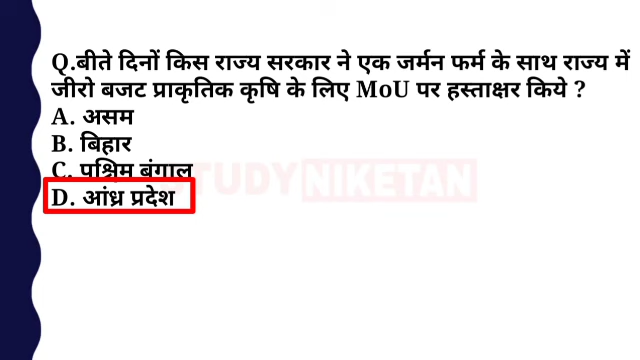 Q.बीते दिनों किस राज्य सरकार ने एक जर्मन फर्म के साथ राज्य में
जीरो बजट प्राकृतिक कृषि के लिए MoU पर हस्ताक्षर किये ?
A. असम
B. बिहार
C. पश्चिम बंगाल
STUDY NIKETAN
D. आंध्र प्रदेश